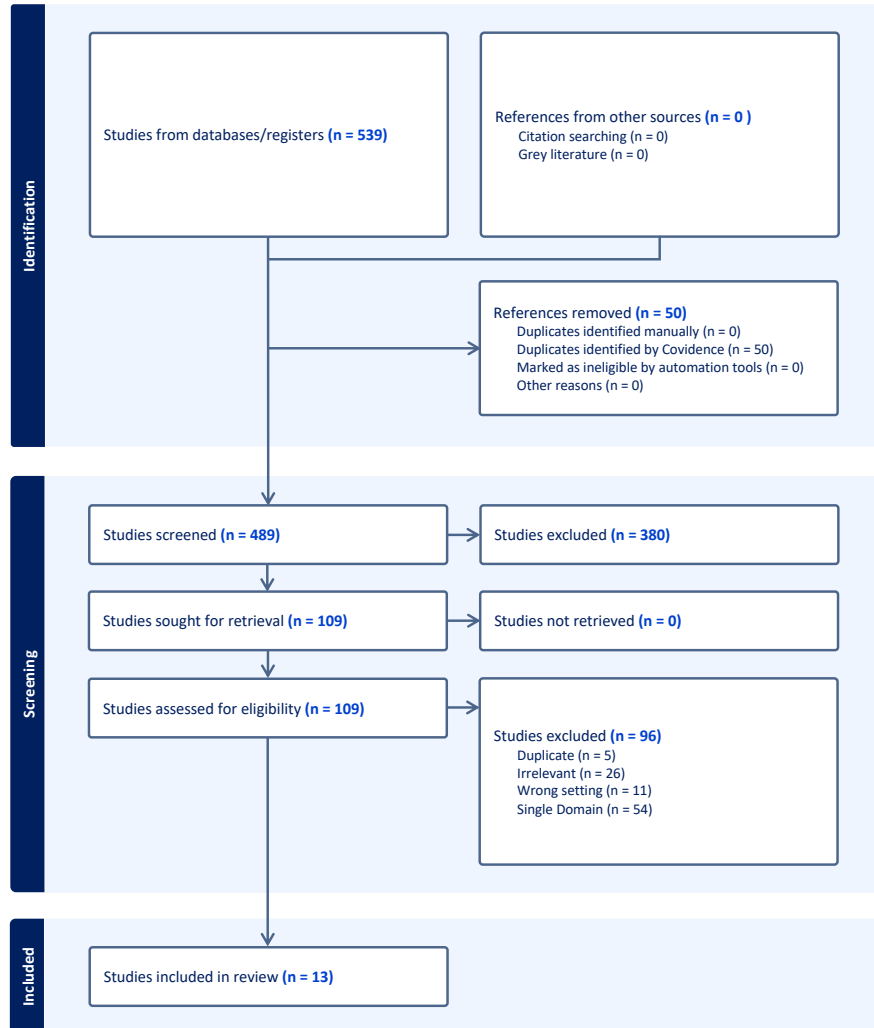 Identification
Studies from databases/registers (n = 539)
References from other sources (n = 0 )
Citation searching (n = 0)
Grey literature (n = 0)
References removed (n = 50)
Duplicates identified manually (n = 0)
Duplicates identified by Covidence (n = 50)
Marked as ineligible by automation tools (n = 0)
Other reasons (n = 0)
Screening
Studies screened (n = 489)
Studies excluded (n = 380)
Studies sought for retrieval (n = 109)
Studies not retrieved (n = 0)
Studies assessed for eligibility (n = 109)
Studies excluded (n = 96)
Duplicate (n = 5)
Irrelevant (n = 26)
Wrong setting (n = 11)
Single Domain (n = 54)
Included
Studies included in review (n = 13)